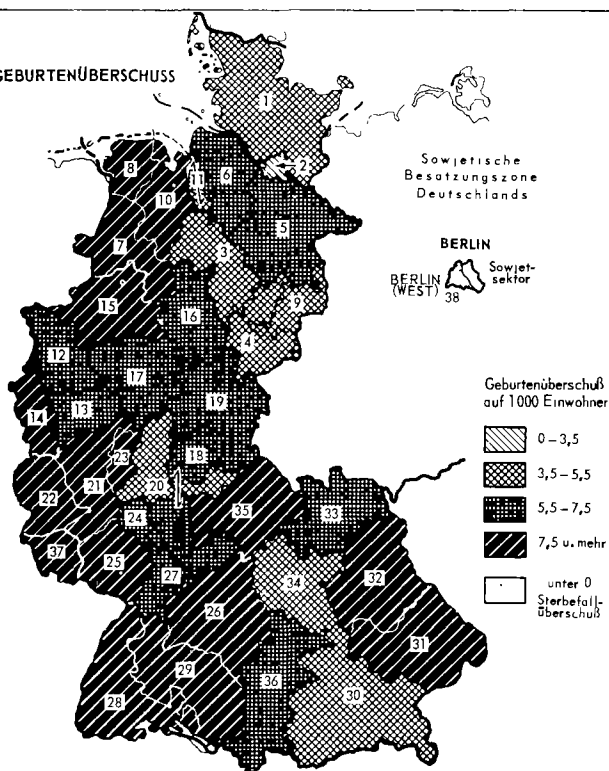 GEBURTENÜBERSCHUSS
1
8
10
11
6
2
Sowjetische
Besatzungszone
Deutschlands
7
5
3
BERLIN
BERLIN
(WEST)
38
Sowjet-
sektor
15
16
9
4
12
17
13
19
14
Geburtenüberschuß
auf 1000 Einwohner
0–3,5
3,5–5,5
5,5–7,5
7,5 u. mehr
unter 0
Sterbefall-
überschuß
23
18
22
21
20
24
35
33
37
25
27
34
32
26
31
29
28
36
30